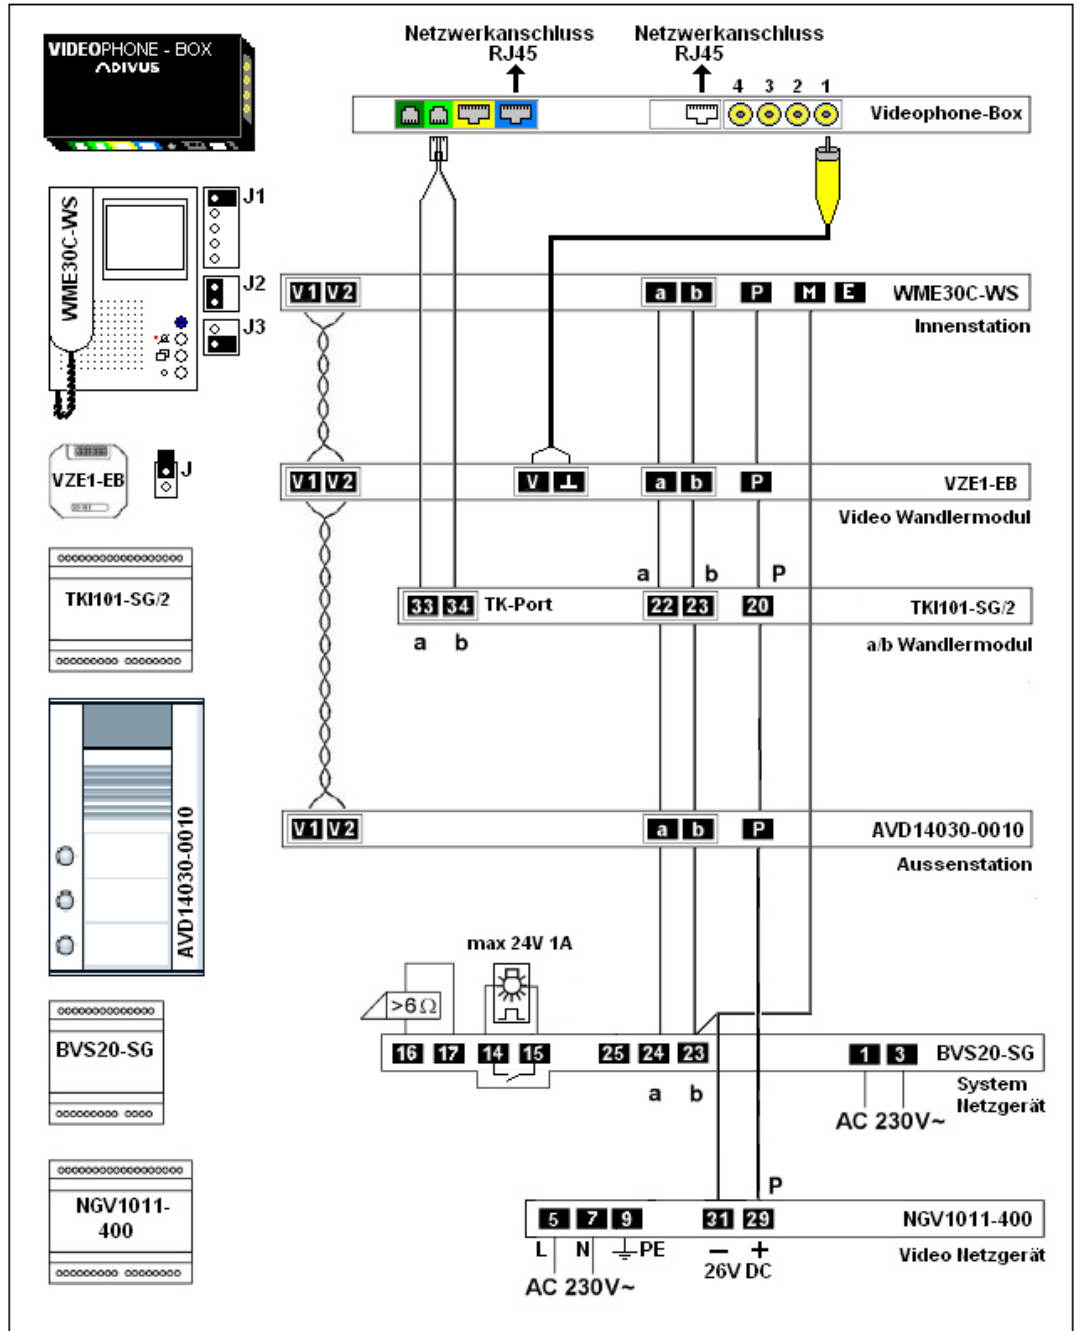 Netzwerkanschluss RJ45
Netzwerkanschluss RJ45
VIDEOPHONE - BOX
DIVUS
4 3 2 1
Videophone-Box
WME30C-WS
J1
J2
J3
V1 V2 a b P M E WME30C-WS
Innenstation
VZE1-EB
J
V1 V2 V a b P VZE1-EB
Video Wandlermodul
a b P
TKI101-SG/2
33 34 TK-Port 22 23 20 TKI101-SG/2
a b
a/b Wandlermodul
AVD14030-0010
V1 V2 a b P AVD14030-0010
Aussenstation
max 24V 1A
>6Ω
BVS20-SG
16 17 14 15 25 24 23 1 3 BVS20-SG
a b
System Netzgerät
AC 230V~
P
NGV1011-400
5 7 9 31 29 NGV1011-400
L N PE − +
26V DC
Video Netzgerät
AC 230V~